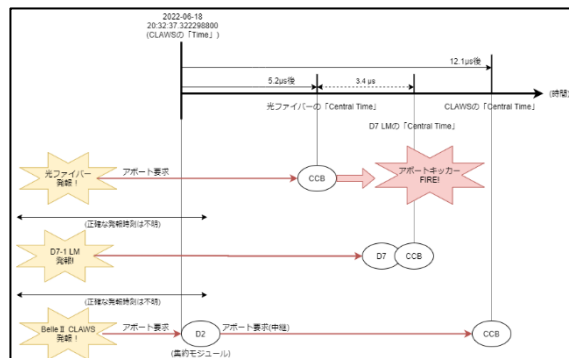 2022-06-18
20:32:37.322298800
(CLAWSの「Time」)
12.1μs後
5.2μs後
3.4 μs
(時間)
光ファイバーの「Central Time」
CLAWSの「Central Time」
D7 LMの「Central Time」
光ファイバー
発報！
アボート要求
CCB
アボートキッカー
FIRE!
(正確な発報時刻は不明)
D7-1 LM
発報!
D7
CCB
(正確な発報時刻は不明)
Belle II CLAWS
発報！
アボート要求
D2
アボート要求(中継)
CCB
(集約モジュール)